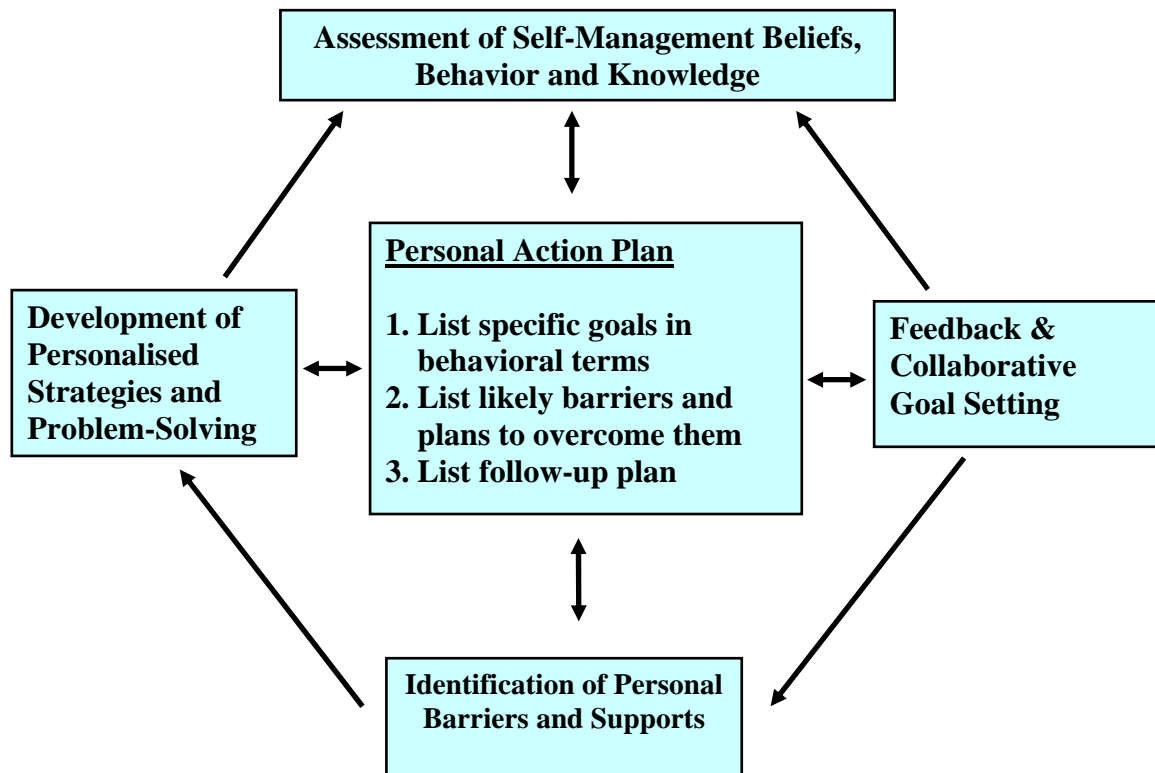 Assessment of Self-Management Beliefs,
Behavior and Knowledge
Personal Action Plan
1. List specific goals in
behavioral terms
2. List likely barriers and
plans to overcome them
3. List follow-up plan
Development of
Personalised
Strategies and
Problem-Solving
Feedback &
Collaborative
Goal Setting
Identification of Personal
Barriers and Supports